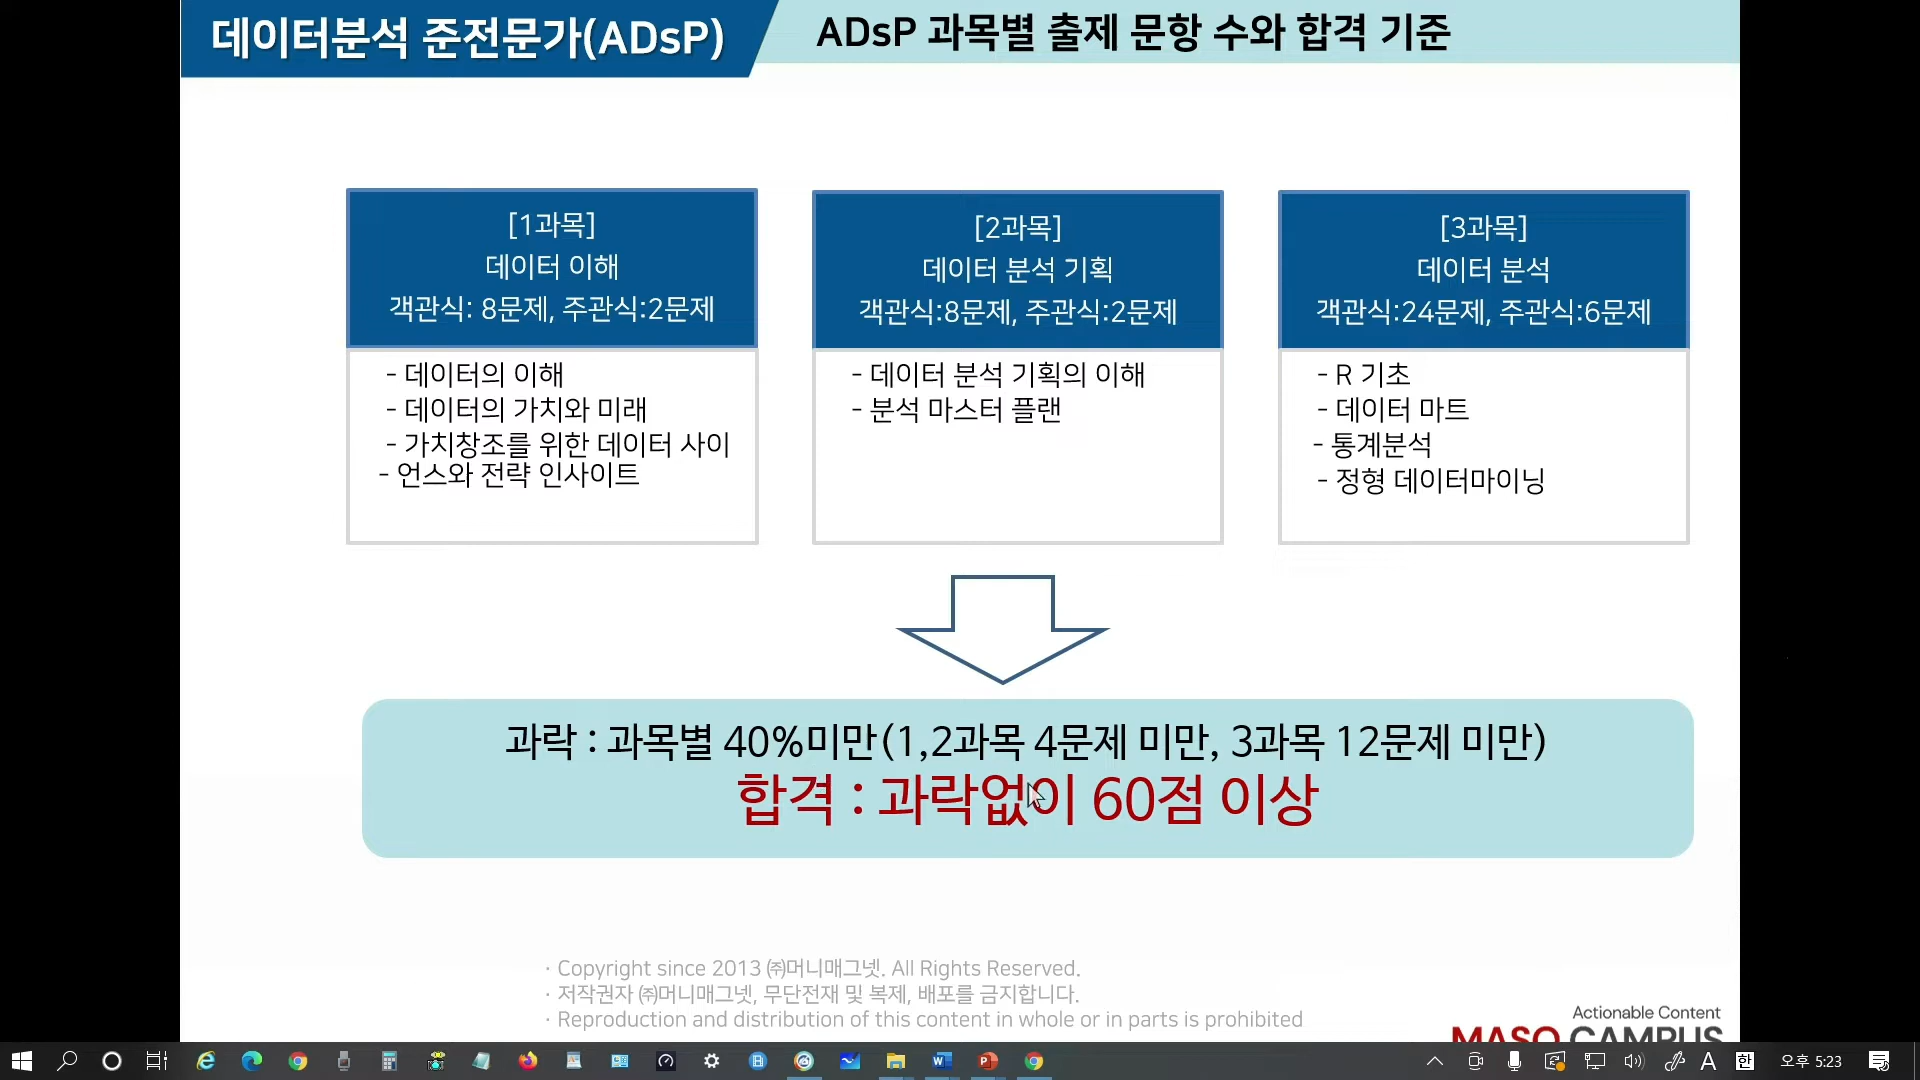 데이터분석 준전문가(ADsP)
ADsP 과목별 출제 문항 수와 합격 기준
[1과목]
데이터 이해
객관식: 8문제, 주관식:2문제
- 데이터의 이해
- 데이터의 가치와 미래
- 가치창조를 위한 데이터 사이
- 언스와 전략 인사이트
[2과목]
데이터 분석 기획
객관식:8문제, 주관식:2문제
- 데이터 분석 기획의 이해
- 분석 마스터 플랜
[3과목]
데이터 분석
객관식:24문제, 주관식:6문제
- R 기초
- 데이터 마트
- 통계분석
- 정형 데이터마이닝
과락 : 과목별 40%미만(1,2과목 4문제 미만, 3과목 12문제 미만)
합격 : 과락없이 60점 이상
· Copyright since 2013 ㈜머니매그넷. All Rights Reserved.
· 저작권자 ㈜머니매그넷, 무단전재 및 복제, 배포를 금지합니다.
· Reproduction and distribution of this content in whole or in parts is prohibited
Actionable Content
MASO CAMPUS
A 한 오후 5:23